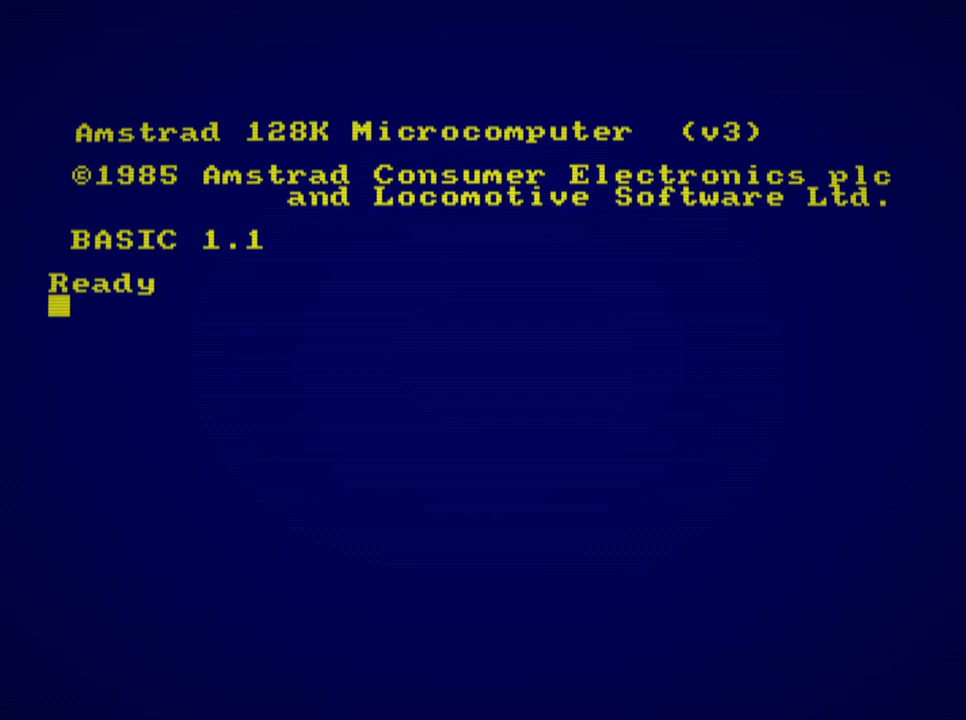 Amstrad 128K Microcomputer (v3)
©1985 Amstrad Consumer Electronics plc
and Locomotive Software Ltd.
BASIC 1.1
Ready